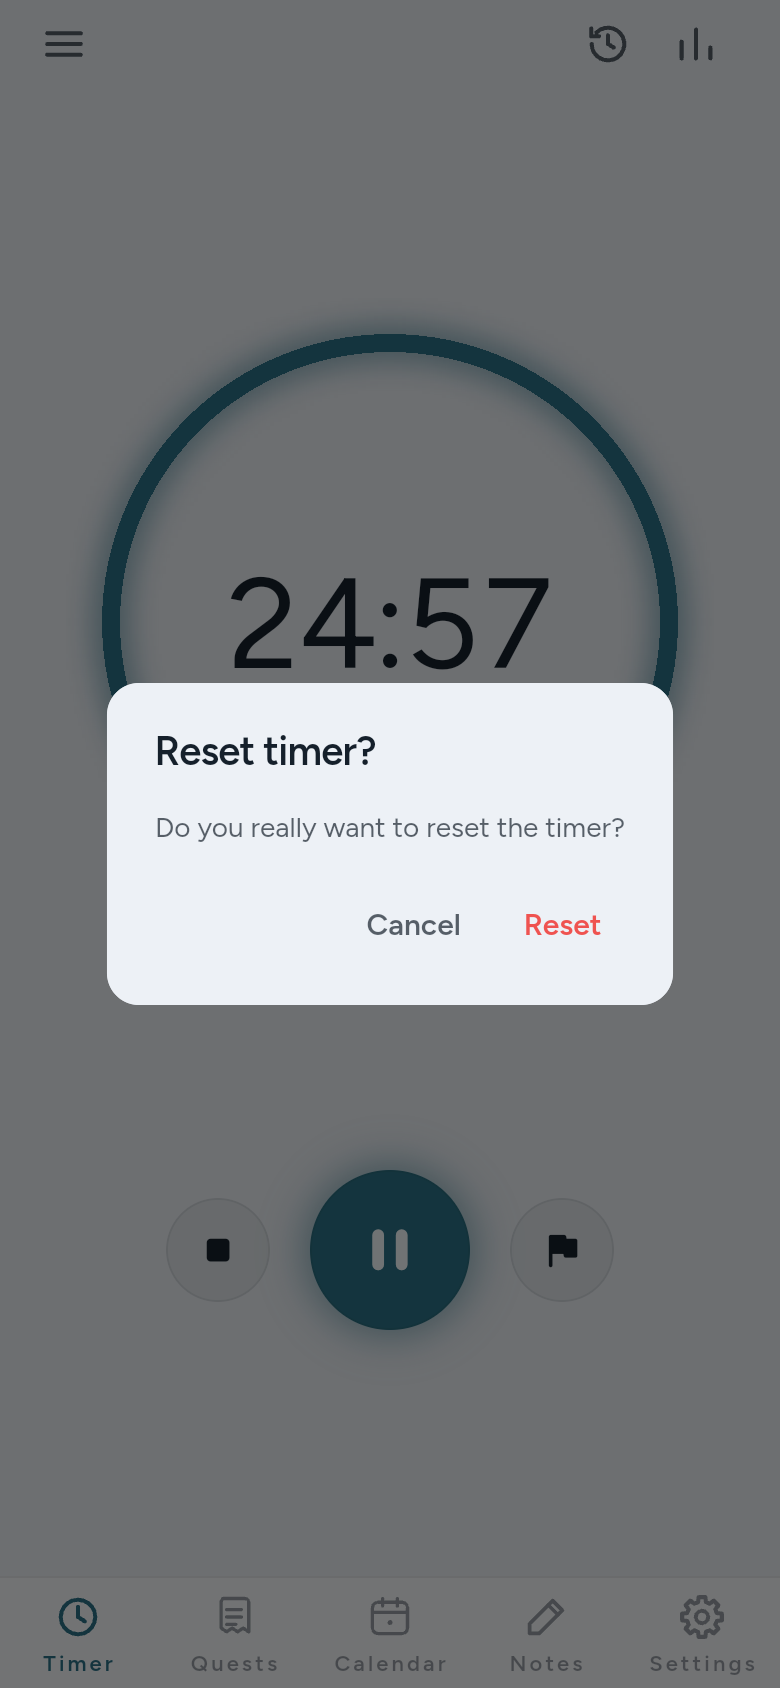 24:57
Reset timer?
Do you really want to reset the timer?
Cancel Reset
Timer Quests Calendar Notes Settings